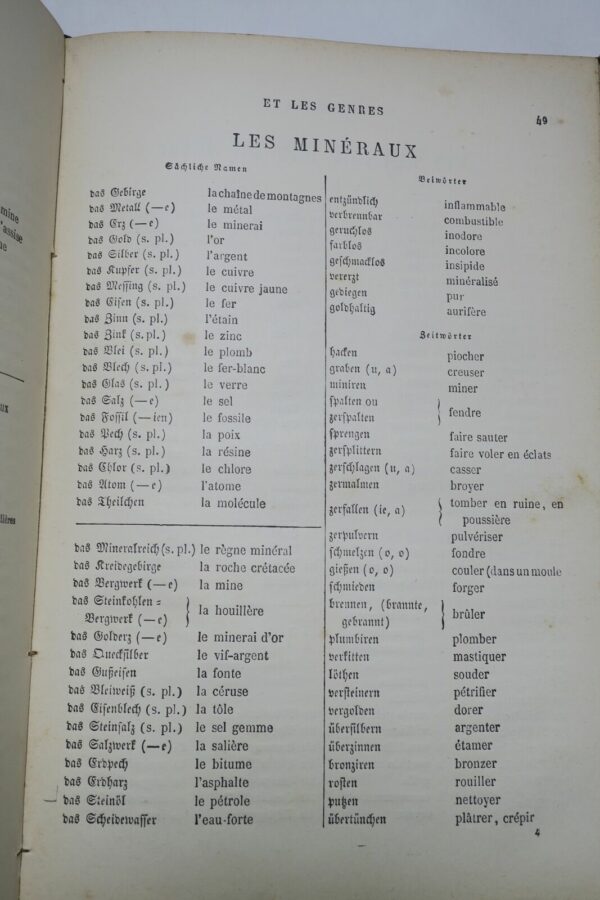 mine
l'assise
ne
ux
llères
ET LES GENRES
49
LES MINÉRAUX
Sächliche Namen
das Gebirge la chaîne de montagnes
das Metall (—e) le métal
das Erz (—e) le minerai
das Gold (s. pl.) l'or
das Silber (s. pl.) l'argent
das Kupfer (s. pl.) le cuivre
das Messing (s. pl.) le cuivre jaune
das Eisen (s. pl.) le fer
das Zinn (s. pl.) l'étain
das Zink (s. pl.) le zinc
das Blei (s. pl.) le plomb
das Blech (s. pl.) le fer-blanc
das Glas (s. pl.) le verre
das Salz (—e) le sel
das Fossil (—ien) le fossile
das Pech (s. pl.) la poix
das Harz (s. pl.) la résine
das Chlor (s. pl.) le chlore
das Atom (—e) l'atome
das Theilchen la molécule
das Mineralreich (s. pl.) le règne minéral
das Kreidegebirge la roche crétacée
das Bergwerk (—e) la mine
das Steinkohlen=
Bergwerk (—e) } la houillère
das Golderz (—e) le minerai d'or
das Quecksilber le vif-argent
das Gußeisen la fonte
das Bleiweiß (s. pl.) la céruse
das Eisenblech (s. pl.) la tôle
das Steinsalz (s. pl.) le sel gemme
das Salzwerk (—e) la salière
das Erdpech le bitume
das Erdharz l'asphalte
das Steinöl le pétrole
das Scheidewasser l'eau-forte
Beiwörter
entzündlich inflammable
verbrennbar combustible
geruchlos inodore
farblos incolore
geschmacklos insipide
vererzt minéralisé
gediegen pur
goldhaltig aurifère
Zeitwörter
hacken piocher
graben (u, a) creuser
miniren miner
spalten ou
zerspalten } fendre
sprengen faire sauter
zersplittern faire voler en éclats
zerschlagen (u, a) casser
zermalmen broyer
zerfallen (ie, a) { tomber en ruine, en
poussière
zerpulvern pulvériser
schmelzen (o, o) fondre
gießen (o, o) couler (dans un moule
schmieden forger
brennen, (brannte,
gebrannt) } brûler
plumbiren plomber
verkitten mastiquer
löthen souder
versteinern pétrifier
vergolden dorer
übersilbern argenter
überzinnen étamer
bronziren bronzer
rosten rouiller
putzen nettoyer
übertünchen plâtrer, crépir
4